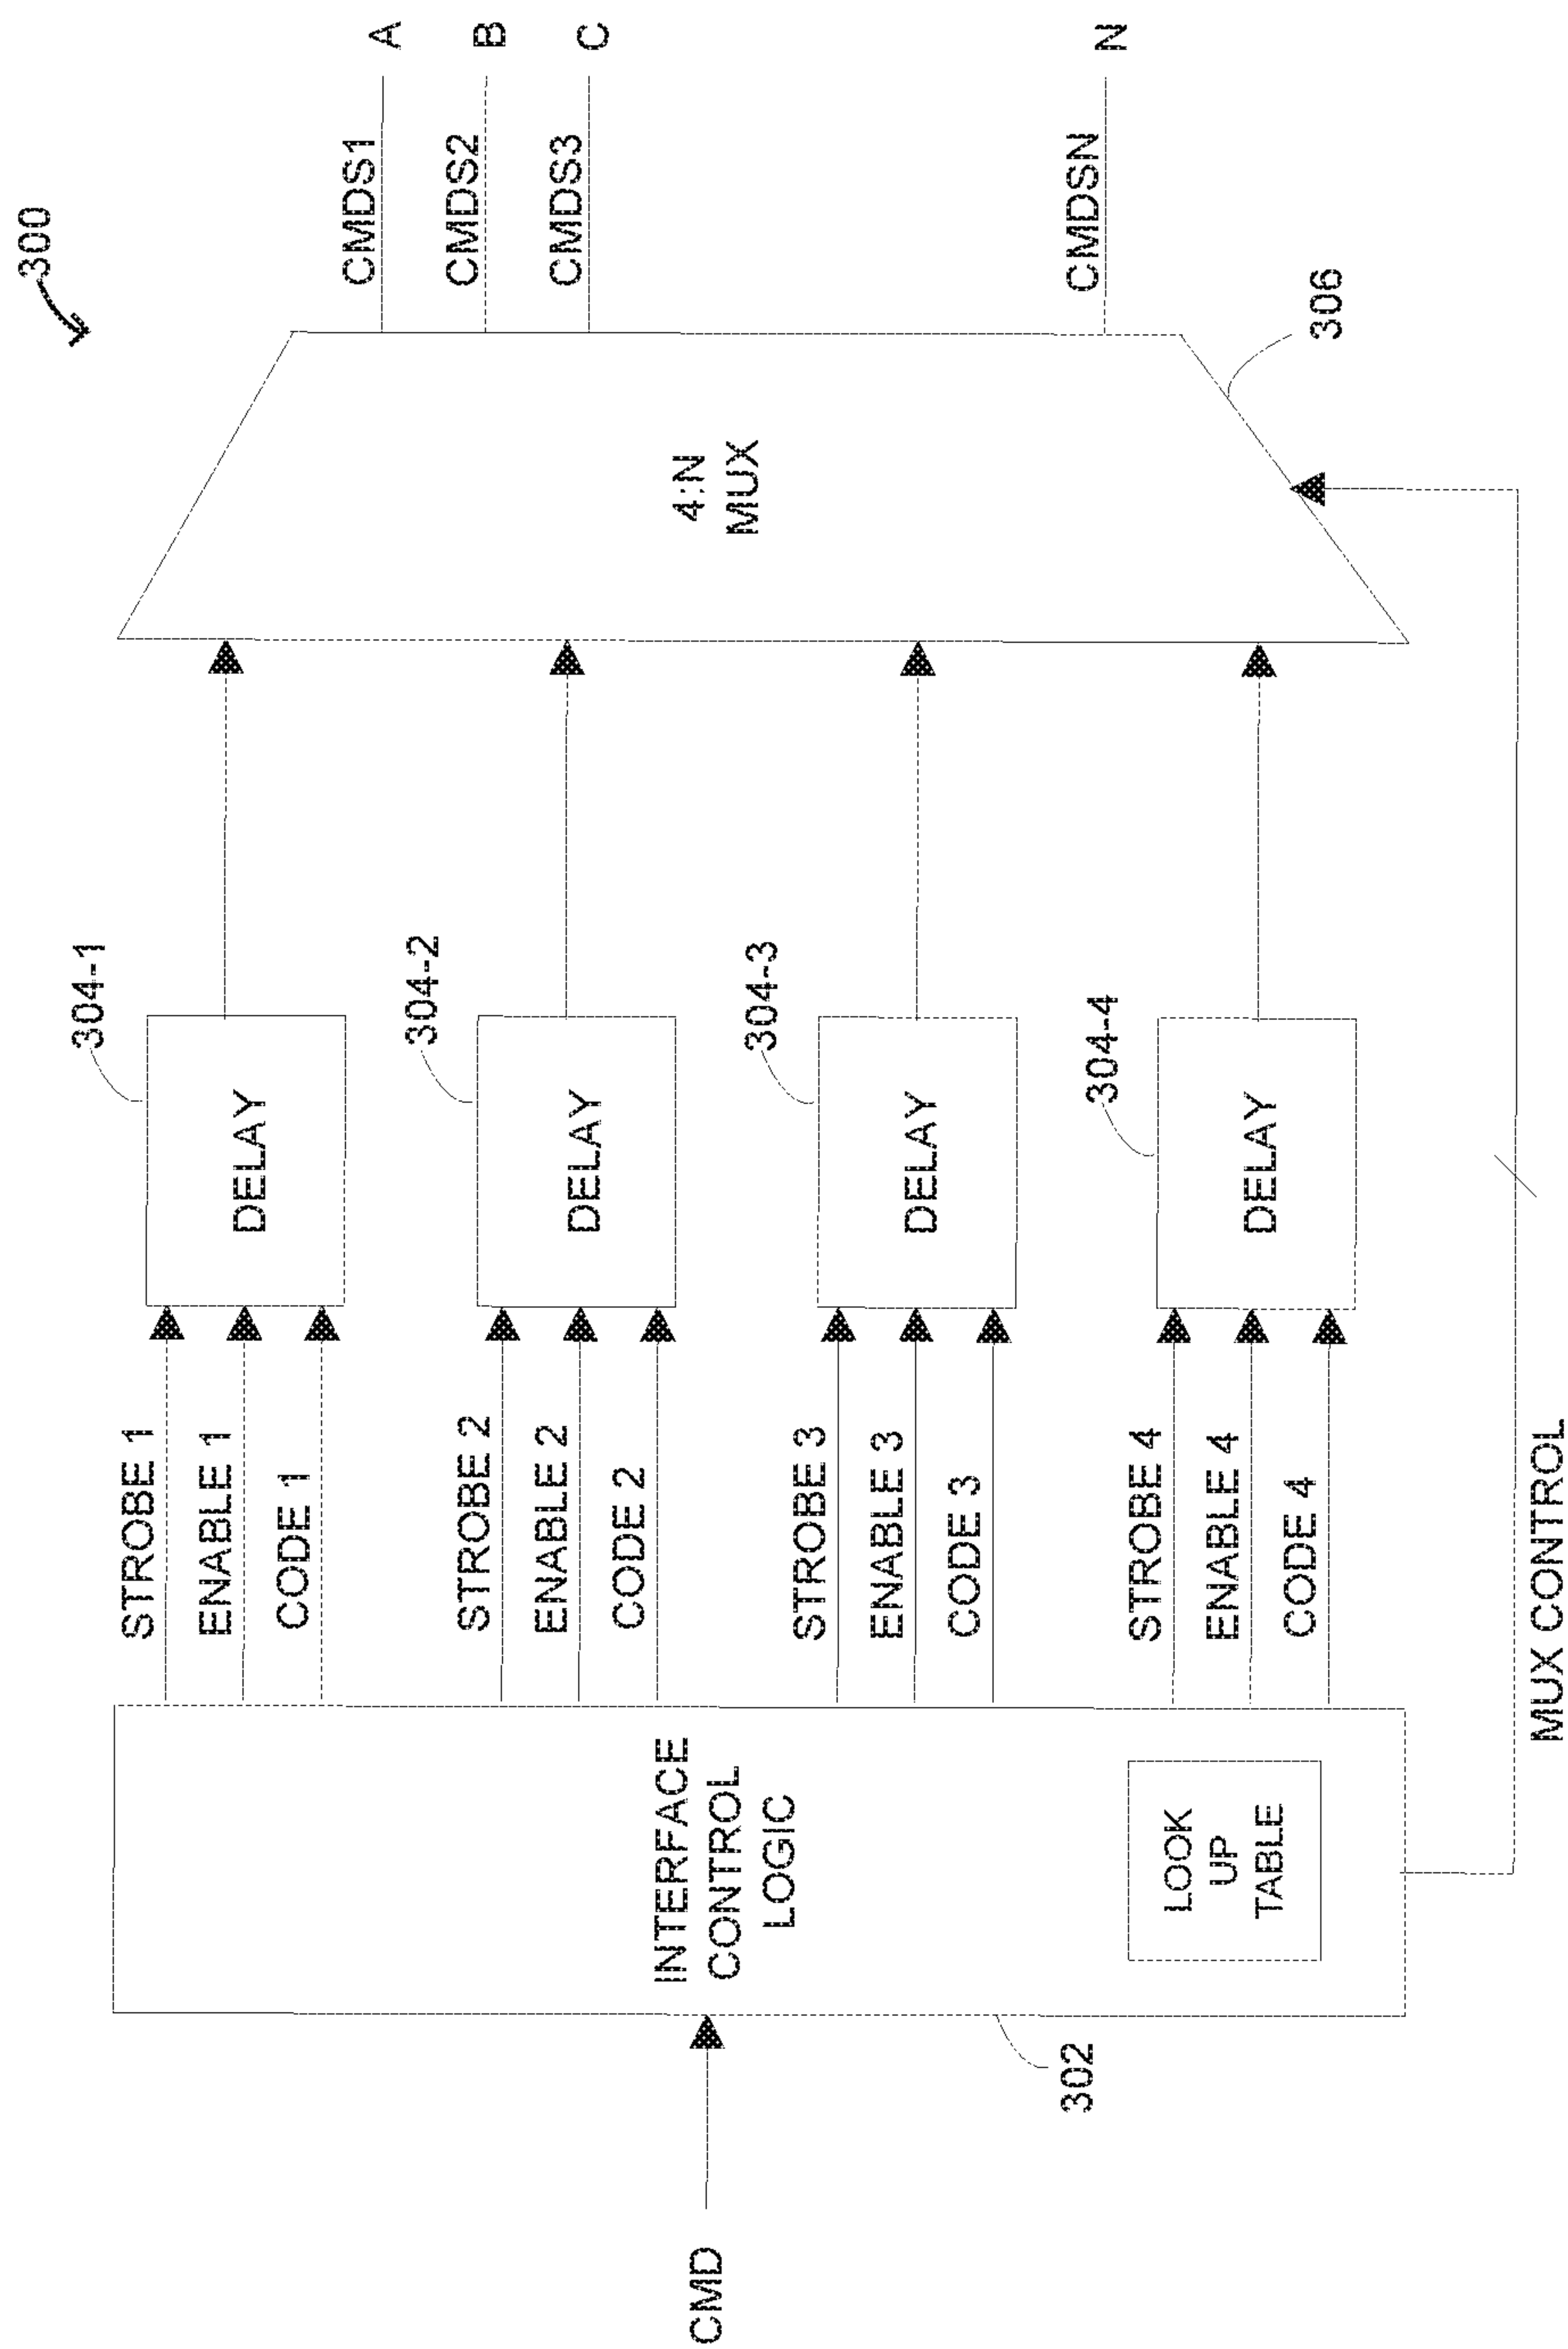 300
CMD
INTERFACE
CONTROL
LOGIC
LOOK
UP
TABLE
302
STROBE 1
ENABLE 1
CODE 1
STROBE 2
ENABLE 2
CODE 2
STROBE 3
ENABLE 3
CODE 3
STROBE 4
ENABLE 4
CODE 4
304-1
DELAY
304-2
DELAY
304-3
DELAY
304-4
DELAY
MUX CONTROL
4:N
MUX
306
CMDS1 A
CMDS2 B
CMDS3 C
CMDSN N